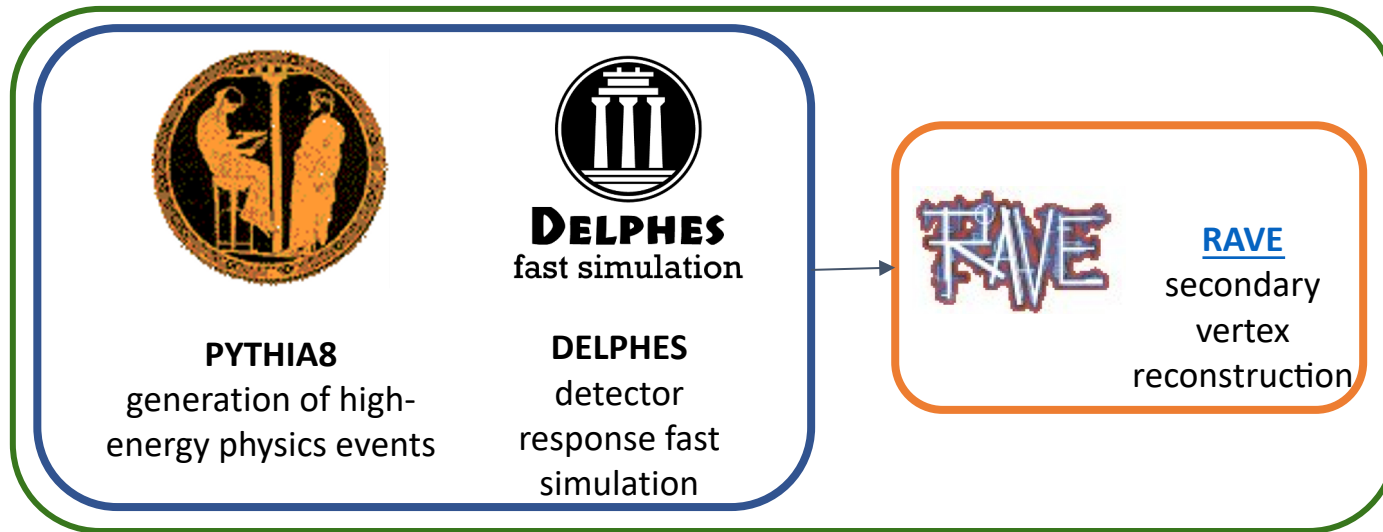 DELPHES
fast simulation
RAVE
PYTHIA8
generation of high-
energy physics events
DELPHES
detector
response fast
simulation
RAVE
secondary
vertex
reconstruction